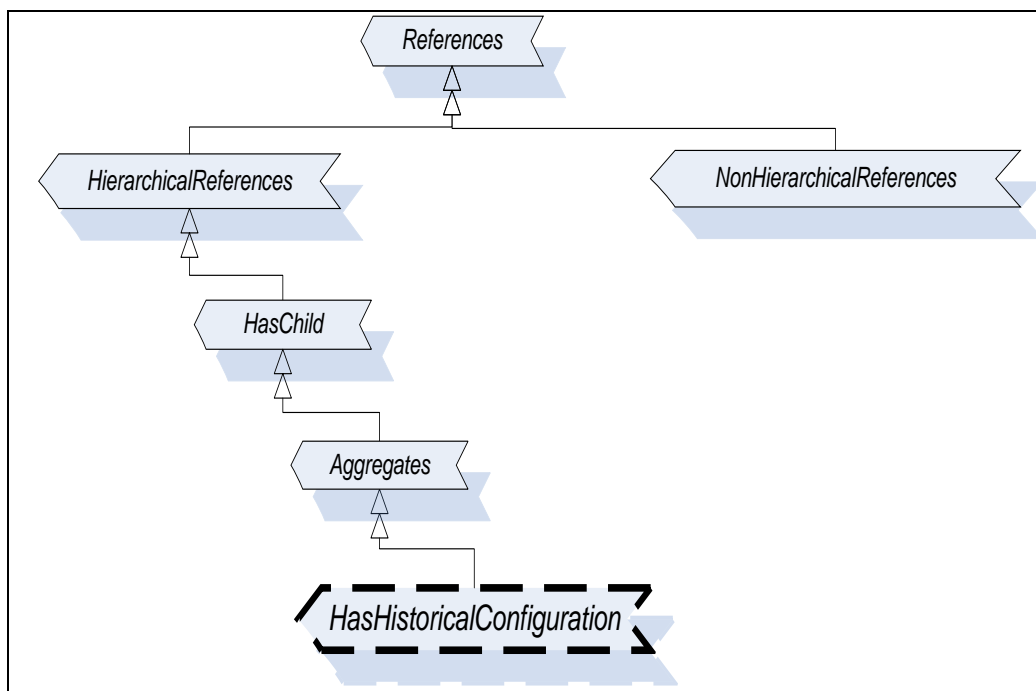 References
HierarchicalReferences
NonHierarchicalReferences
HasChild
Aggregates
HasHistoricalConfiguration